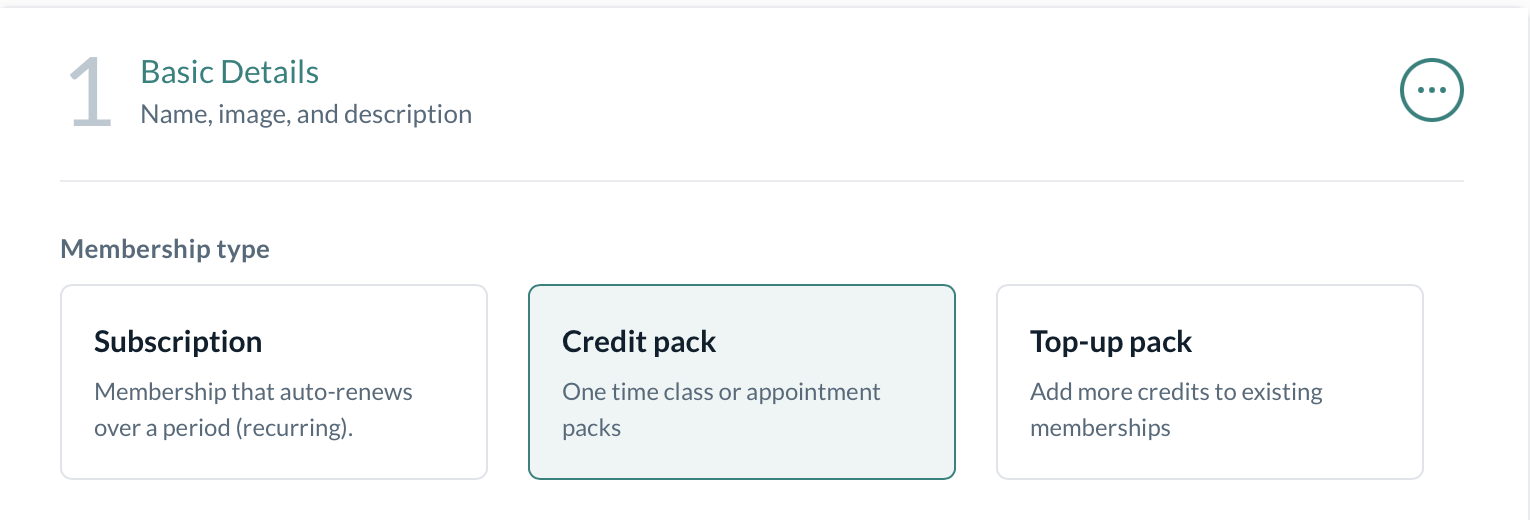 1
Basic Details
Name, image, and description
Membership type
Subscription
Membership that auto-renews
over a period (recurring).
Credit pack
One time class or appointment
packs
Top-up pack
Add more credits to existing
memberships